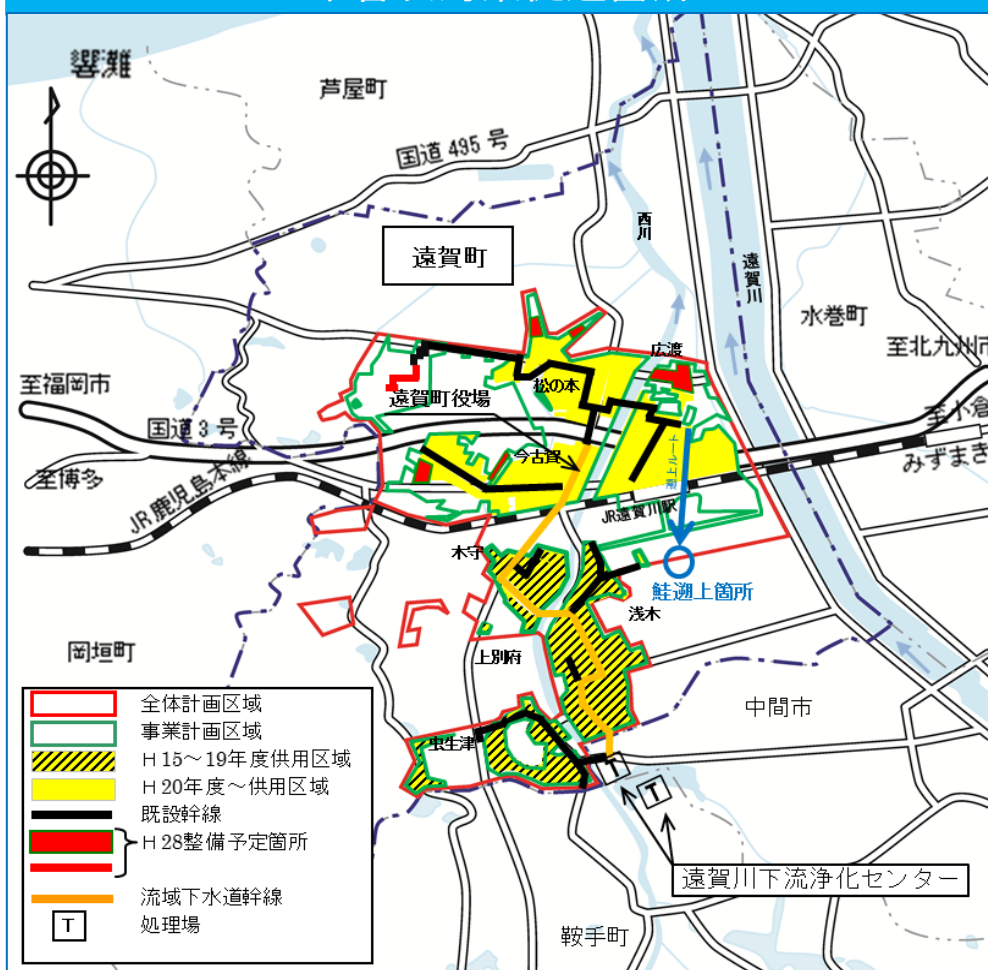 響灘
芦屋町
国道 495 号
西川
遠賀町
遠賀川
水巻町
広渡
至北九州市
至福岡市
松の本
遠賀町役場
至小倉
国道 3 号
今古賀
みずまき
至博多
JR鹿児島本線
JR遠賀川駅
木守
鮭遡上箇所
浅木
岡垣町
上別府
中間市
虫生津
全体計画区域
事業計画区域
H 15～19年度供用区域
H 20年度～供用区域
既設幹線
H 28整備予定箇所
流域下水道幹線
T 処理場
T
T
遠賀川下流浄化センター
鞍手町